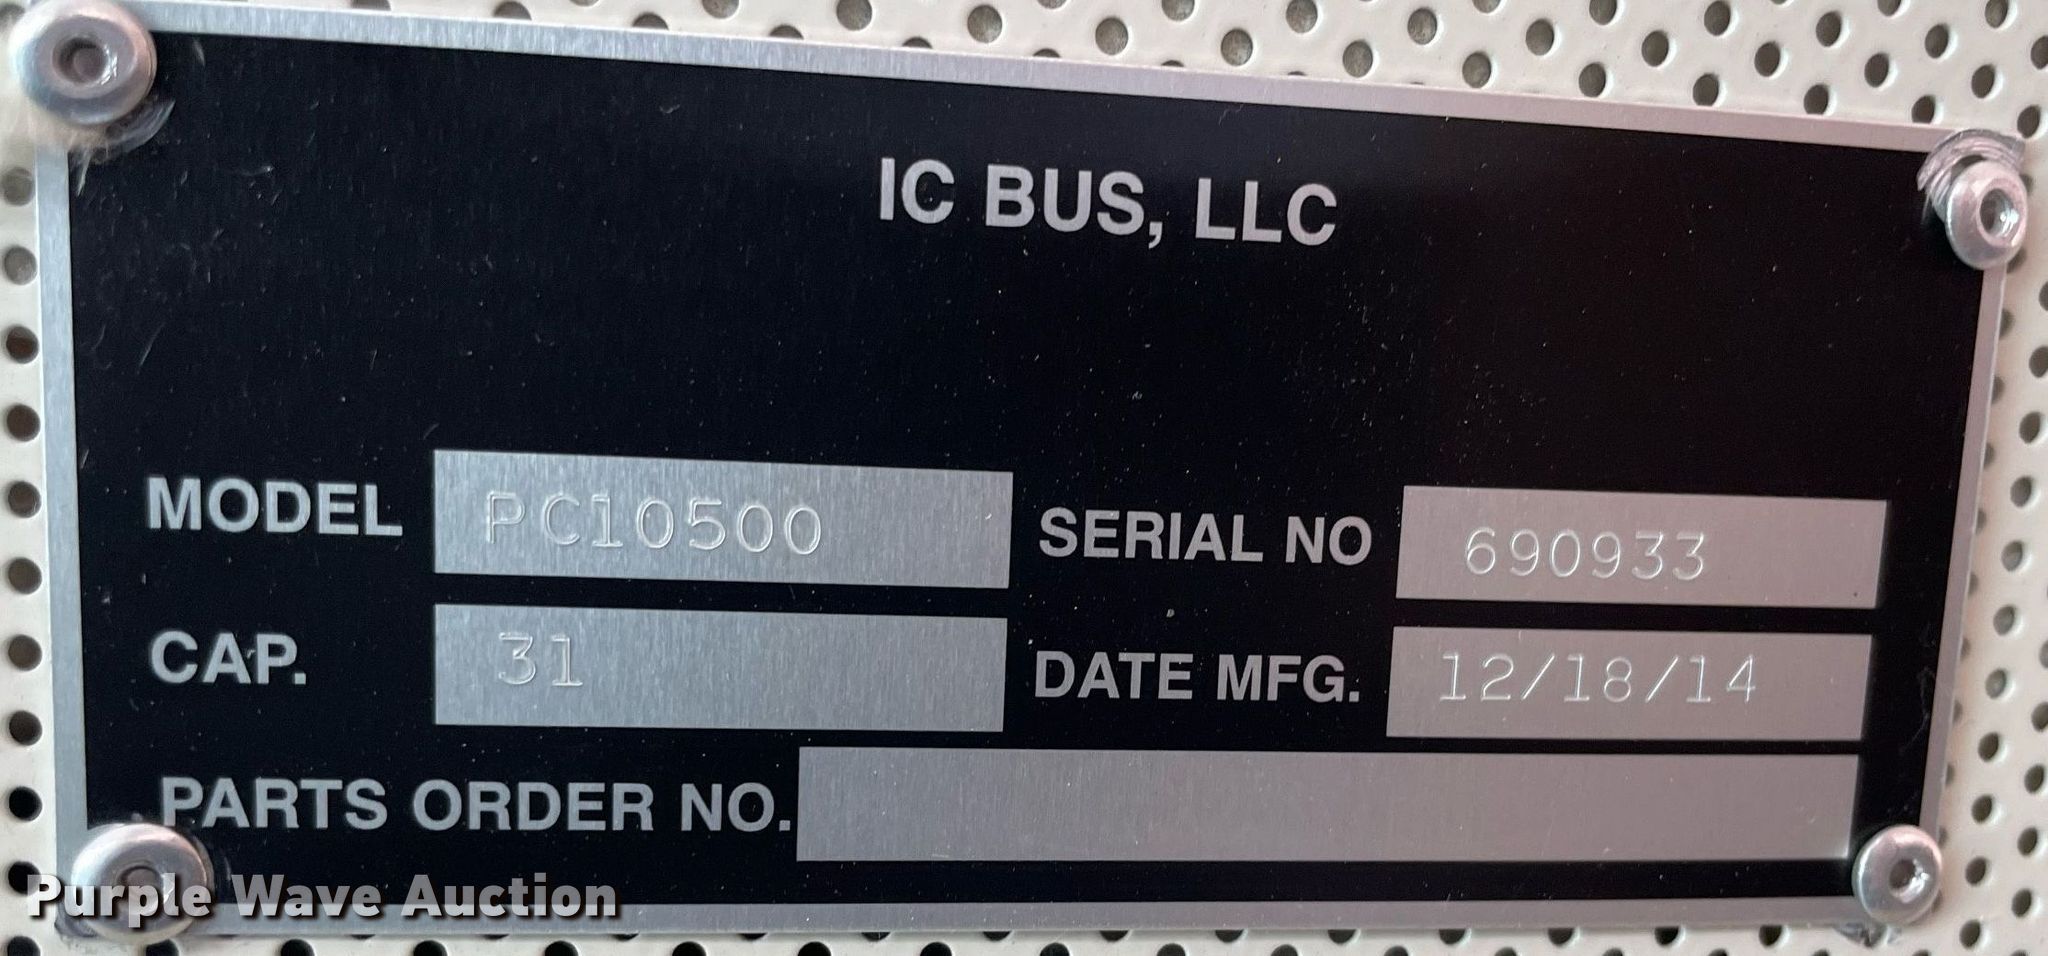 IC BUS, LLC
MODEL PC10500 SERIAL NO 690933
CAP. 31 DATE MFG. 12/18/14
PARTS ORDER NO.
Purple Wave Auction